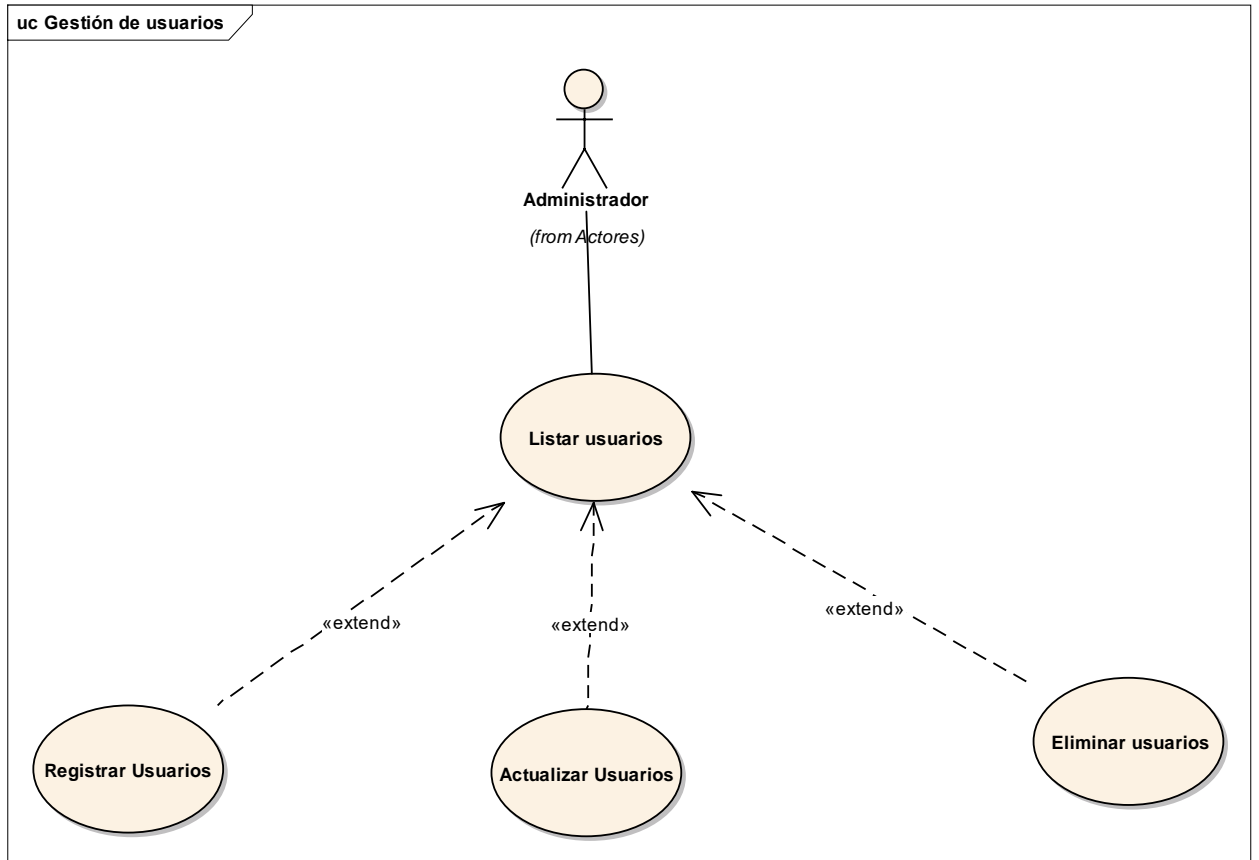 uc Gestión de usuarios
Administrador
(from Actores)
Listar usuarios
«extend»
«extend»
«extend»
Registrar Usuarios
Actualizar Usuarios
Eliminar usuarios